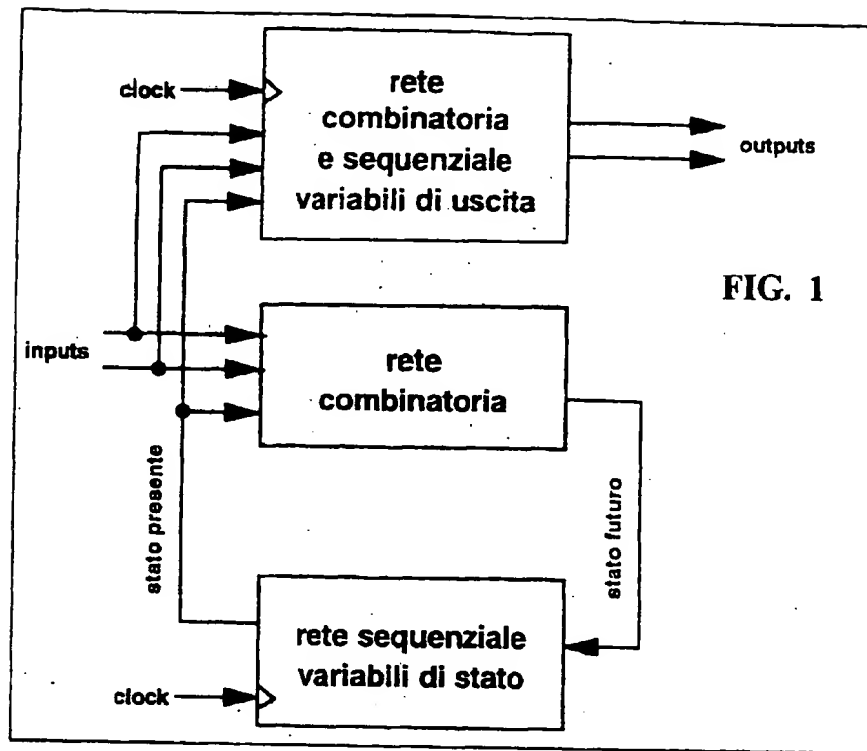 rete
combinatoria
e sequenziale
variabili di uscita
clock
outputs
FIG. 1
inputs
rete
combinatoria
stato presente
stato futuro
rete sequenziale
variabili di stato
clock